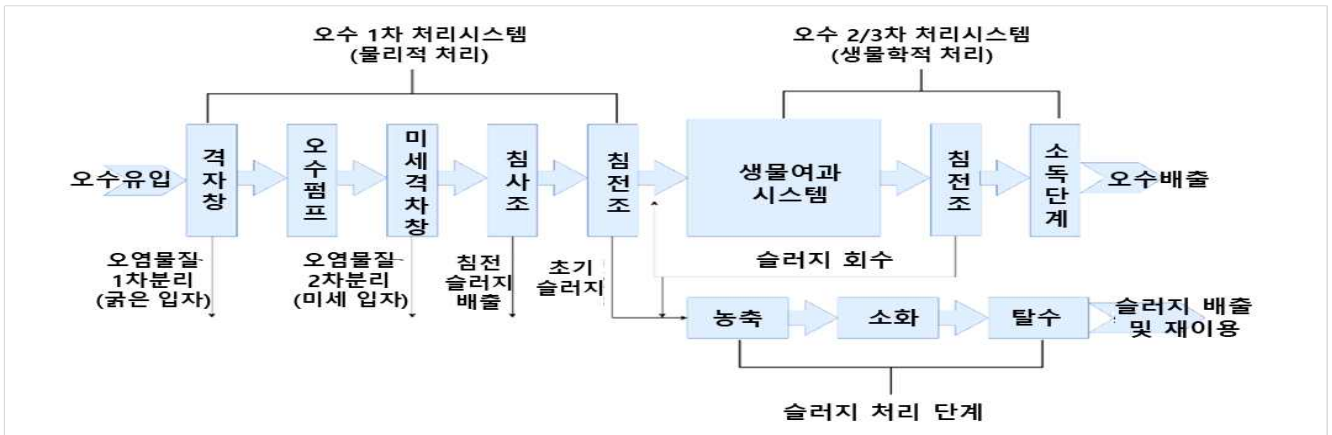 오수 1차 처리시스템
(물리적 처리)
오수 2/3차 처리시스템
(생물학적 처리)
오수유입
격자창
오수펌프
미세격차창
침사조
침전조
생물여과
시스템
침전조
소독단계
오수배출
오염물질
1차분리
(굵은 입자)
오염물질
2차분리
(미세 입자)
침전
슬러지
배출
초기
슬러지
슬러지 회수
농축
소화
탈수
슬러지 배출
및 재이용
슬러지 처리 단계